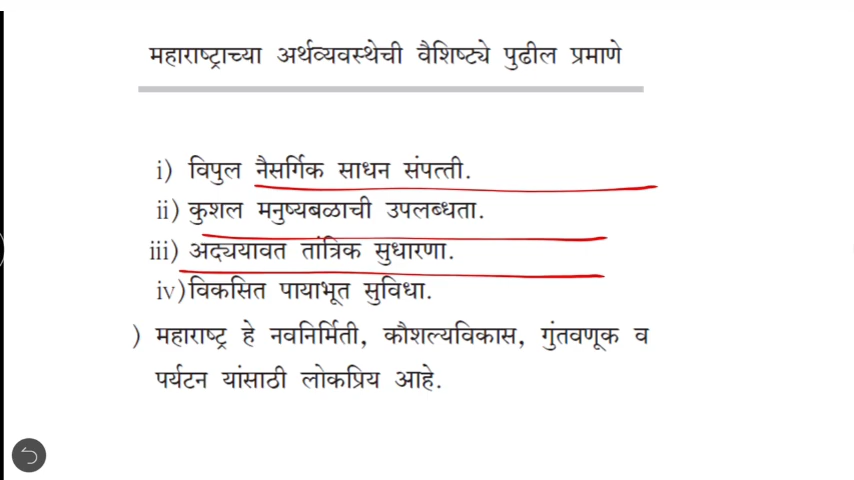 महाराष्ट्राच्या अर्थव्यवस्थेची वैशिष्ट्ये पुढील प्रमाणे
i) विपुल नैसर्गिक साधन संपत्ती.
ii) कुशल मनुष्यबळाची उपलब्धता.
iii) अद्ययावत तांत्रिक सुधारणा.
iv) विकसित पायाभूत सुविधा.
) महाराष्ट्र हे नवनिर्मिती, कौशल्यविकास, गुंतवणूक व
पर्यटन यांसाठी लोकप्रिय आहे.